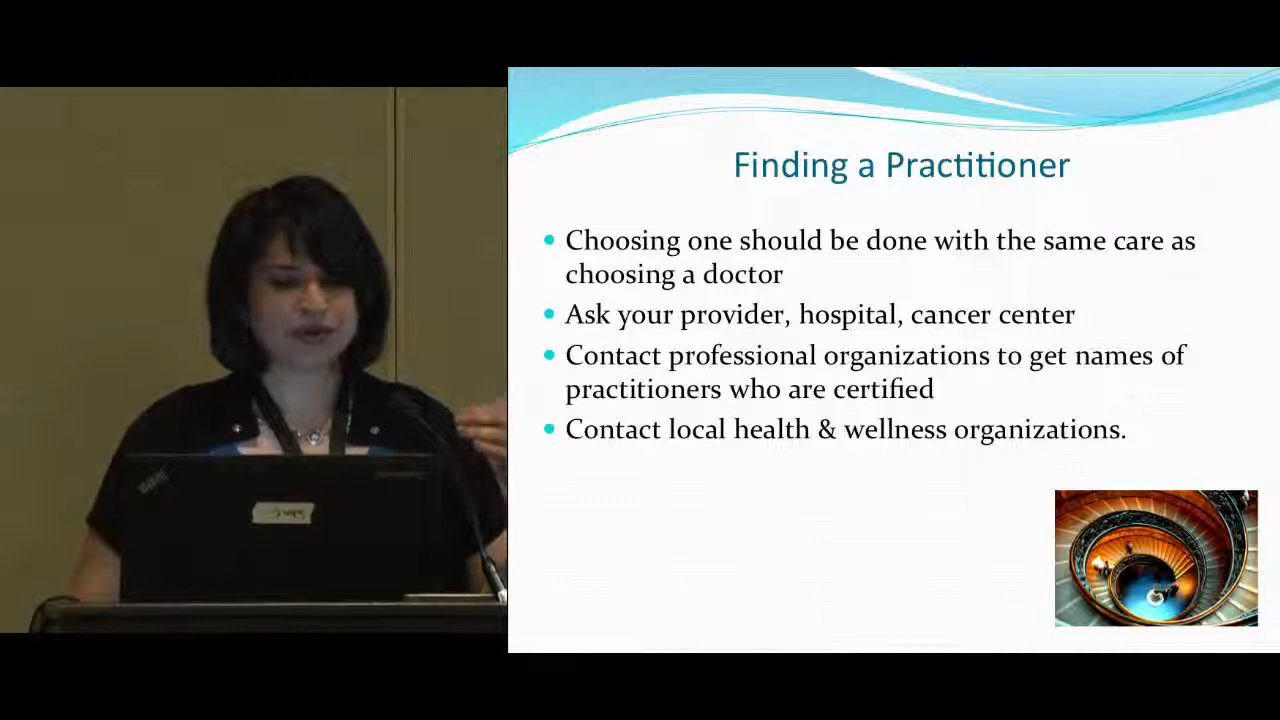 Finding a Practitioner
Choosing one should be done with the same care as
choosing a doctor
Ask your provider, hospital, cancer center
Contact professional organizations to get names of
practitioners who are certified
Contact local health & wellness organizations.